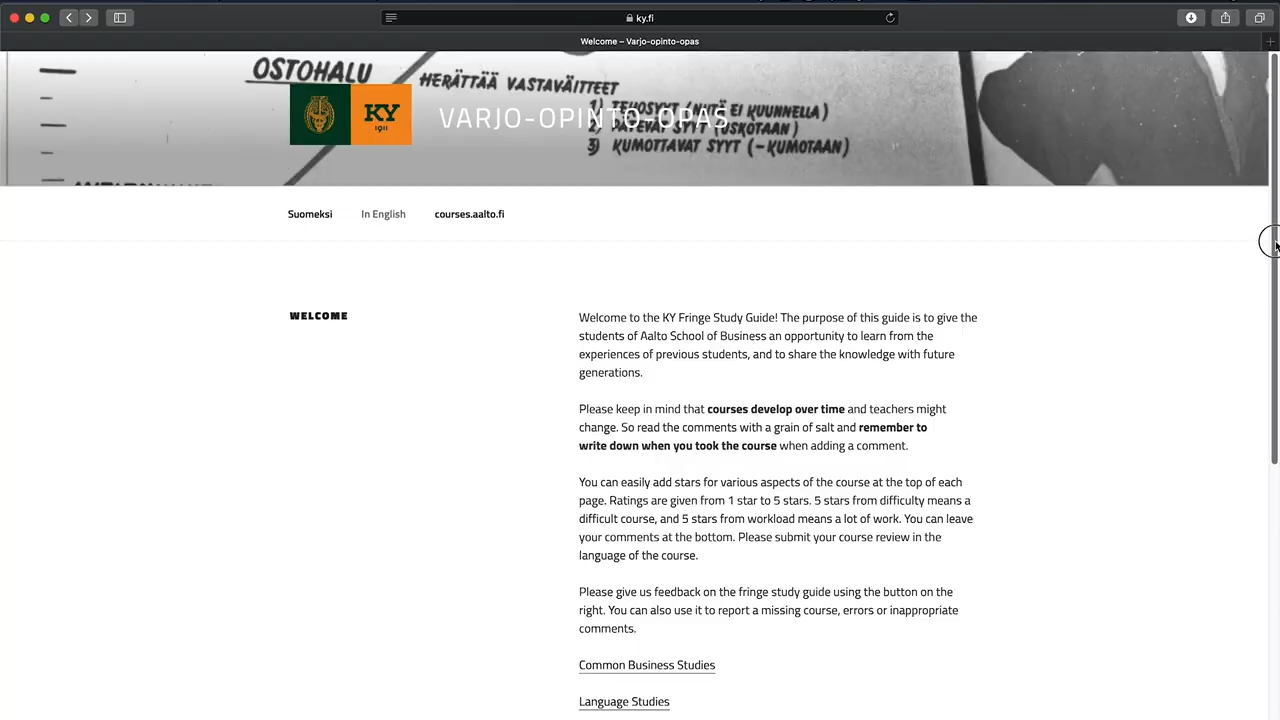 ky.fi
Welcome – Varjo-opinto-opas
OSTOHALU
HERÄTTÄÄ VASTAVÄITTEET
1) TEKOSYYT (NIITÄ EI KUUNNELLA)
2) PÄTEVÄT SYYT (USKOTAAN)
3) KUMOTTAVAT SYYT (-KUMOTAAN)
KY
1911
VARJO-OPINTO-OPAS
Suomeksi In English courses.aalto.fi
WELCOME
Welcome to the KY Fringe Study Guide! The purpose of this guide is to give the
students of Aalto School of Business an opportunity to learn from the
experiences of previous students, and to share the knowledge with future
generations.
Please keep in mind that courses develop over time and teachers might
change. So read the comments with a grain of salt and remember to
write down when you took the course when adding a comment.
You can easily add stars for various aspects of the course at the top of each
page. Ratings are given from 1 star to 5 stars. 5 stars from difficulty means a
difficult course, and 5 stars from workload means a lot of work. You can leave
your comments at the bottom. Please submit your course review in the
language of the course.
Please give us feedback on the fringe study guide using the button on the
right. You can also use it to report a missing course, errors or inappropriate
comments.
Common Business Studies
Language Studies